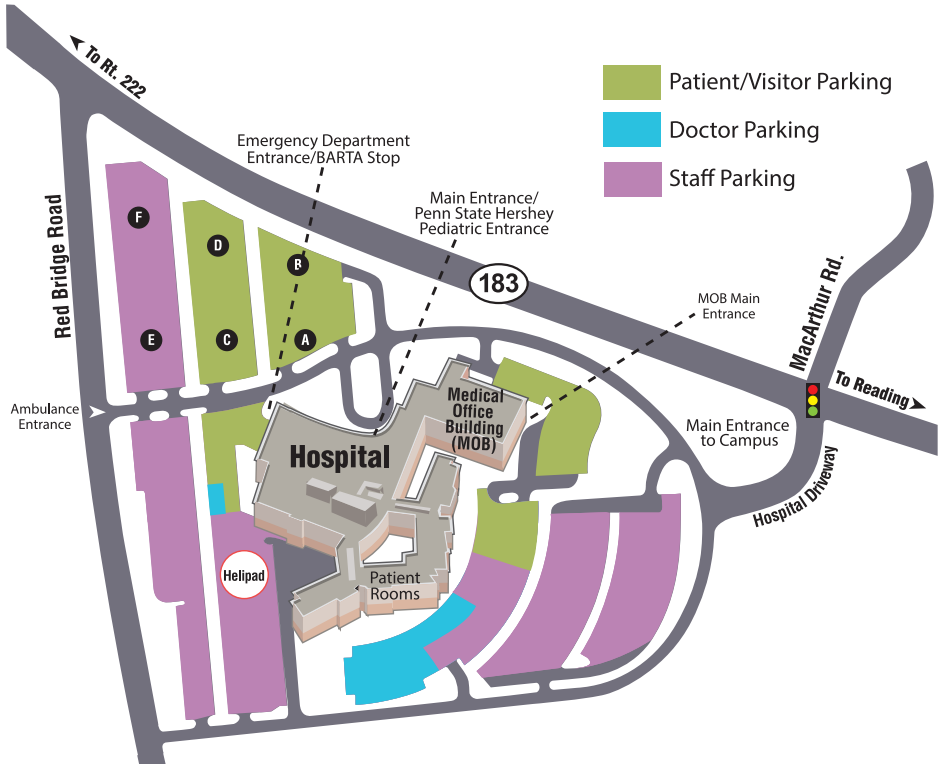 To Rt. 222
Patient/Visitor Parking
Doctor Parking
Staff Parking
Emergency Department
Entrance/BARTA Stop
Main Entrance/
Penn State Hershey
Pediatric Entrance
F
D
B
183
Red Bridge Road
MacArthur Rd.
MOB Main
Entrance
E
C
A
To Reading
Ambulance
Entrance
Medical
Office
Building
(MOB)
Main Entrance
to Campus
Hospital
Hospital Driveway
Helipad
Patient
Rooms